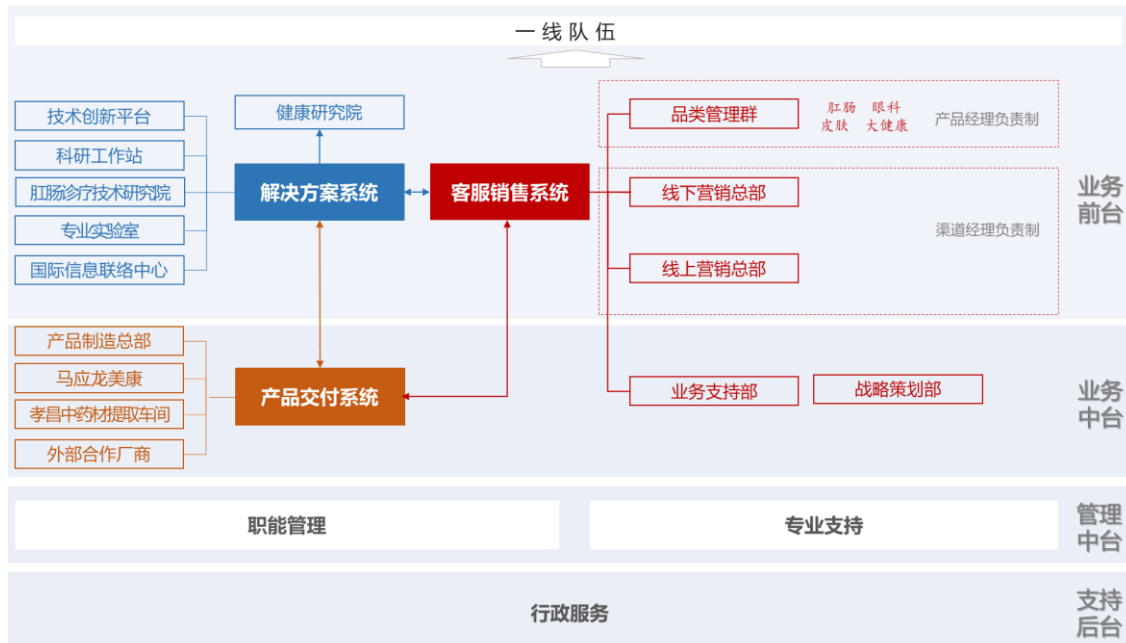 一线队伍
技术创新平台
科研工作站
肛肠诊疗技术研究院
专业实验室
国际信息联络中心
健康研究院
解决方案系统
客服销售系统
品类管理群
肛肠 眼科
皮肤 大健康
产品经理负责制
线下营销总部
渠道经理负责制
线上营销总部
业务
前台
产品制造总部
马应龙美康
孝昌中药材提取车间
外部合作厂商
产品交付系统
业务支持部
战略策划部
业务
中台
职能管理
专业支持
管理
中台
行政服务
支持
后台